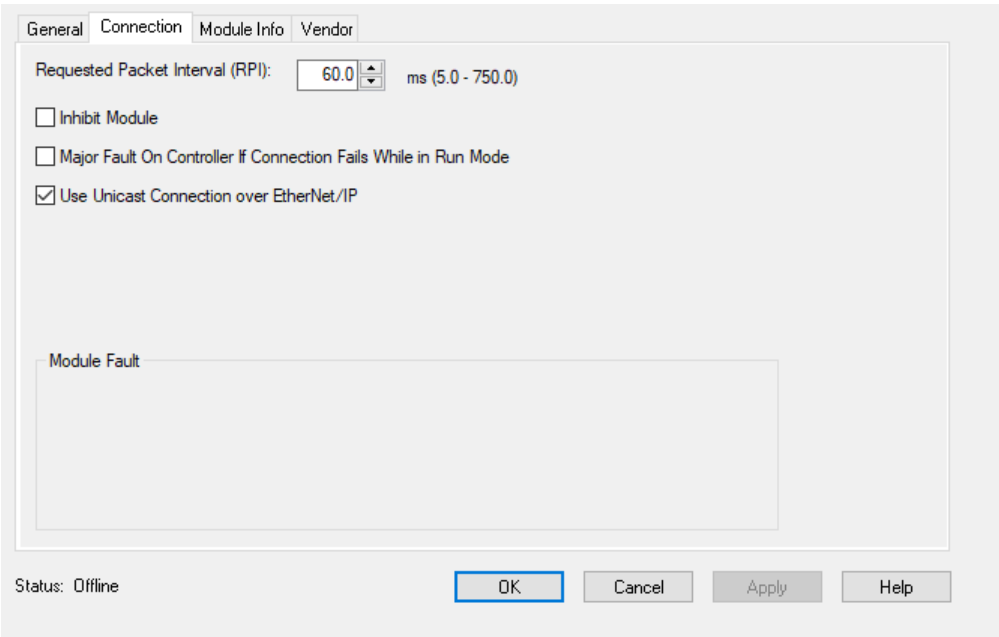 General Connection Module Info Vendor
Requested Packet Interval (RPI): 60.0 ms (5.0 - 750.0)
Inhibit Module
Major Fault On Controller If Connection Fails While in Run Mode
Use Unicast Connection over EtherNet/IP
Module Fault
Status: Offline OK Cancel Apply Help